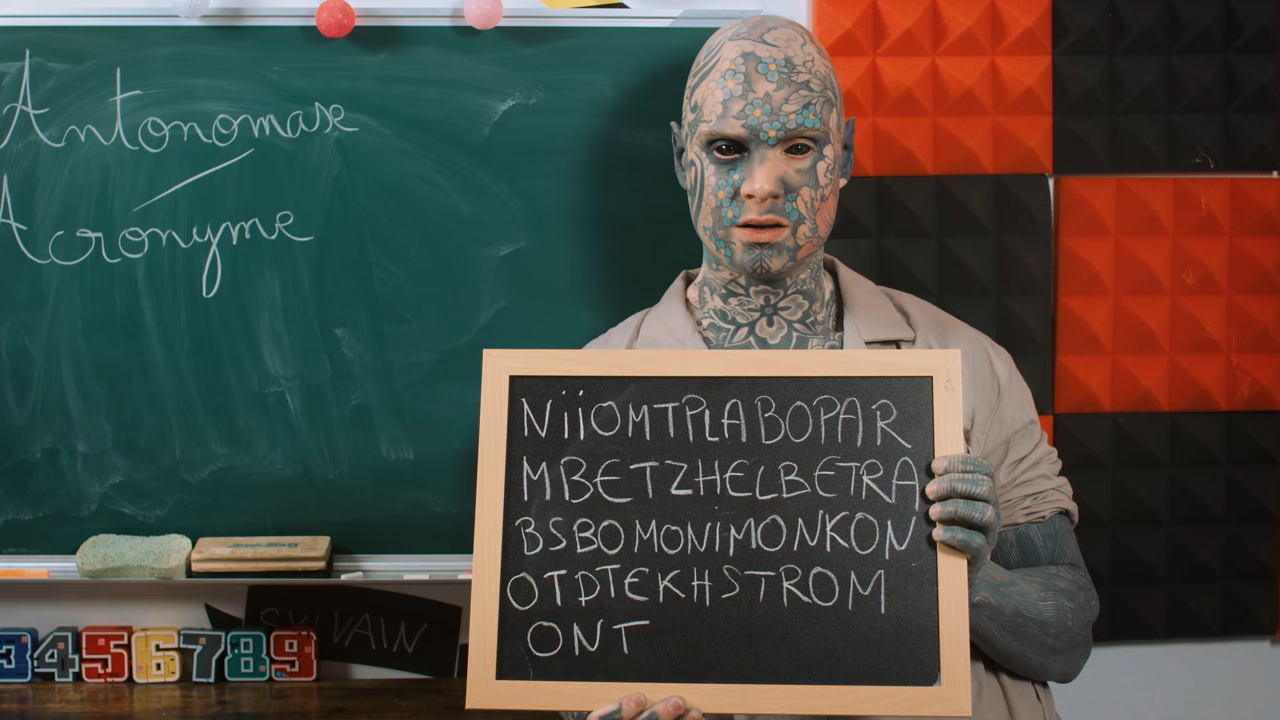 Antonomase
Acronyme
NiiOMTPLABOPAR
MBETZHELBETRA
BSBOMONIMONKON
OTDTEKHSTROM
ONT
SYLVAIN
3456789